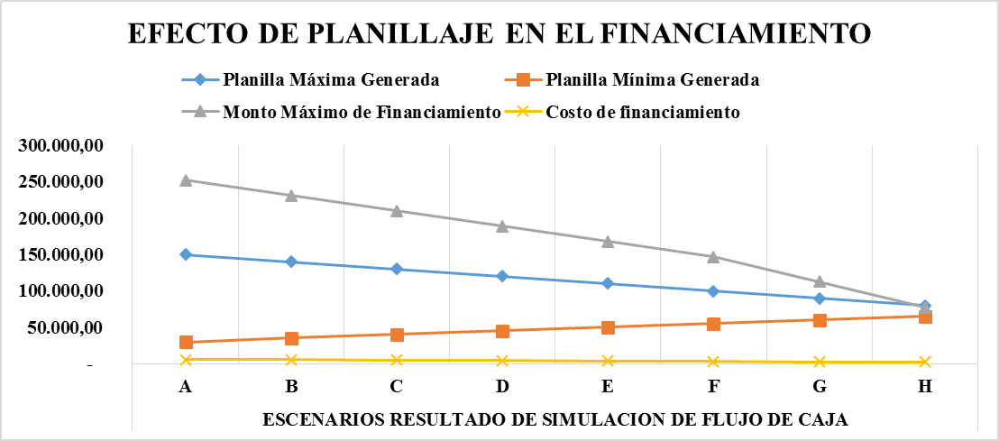 EFECTO DE PLANILLAJE EN EL FINANCIAMIENTO
Planilla Máxima Generada
Planilla Mínima Generada
Monto Máximo de Financiamiento
Costo de financiamiento
300.000,00
250.000,00
200.000,00
150.000,00
100.000,00
50.000,00
-
A B C D E F G H
ESCENARIOS RESULTADO DE SIMULACION DE FLUJO DE CAJA